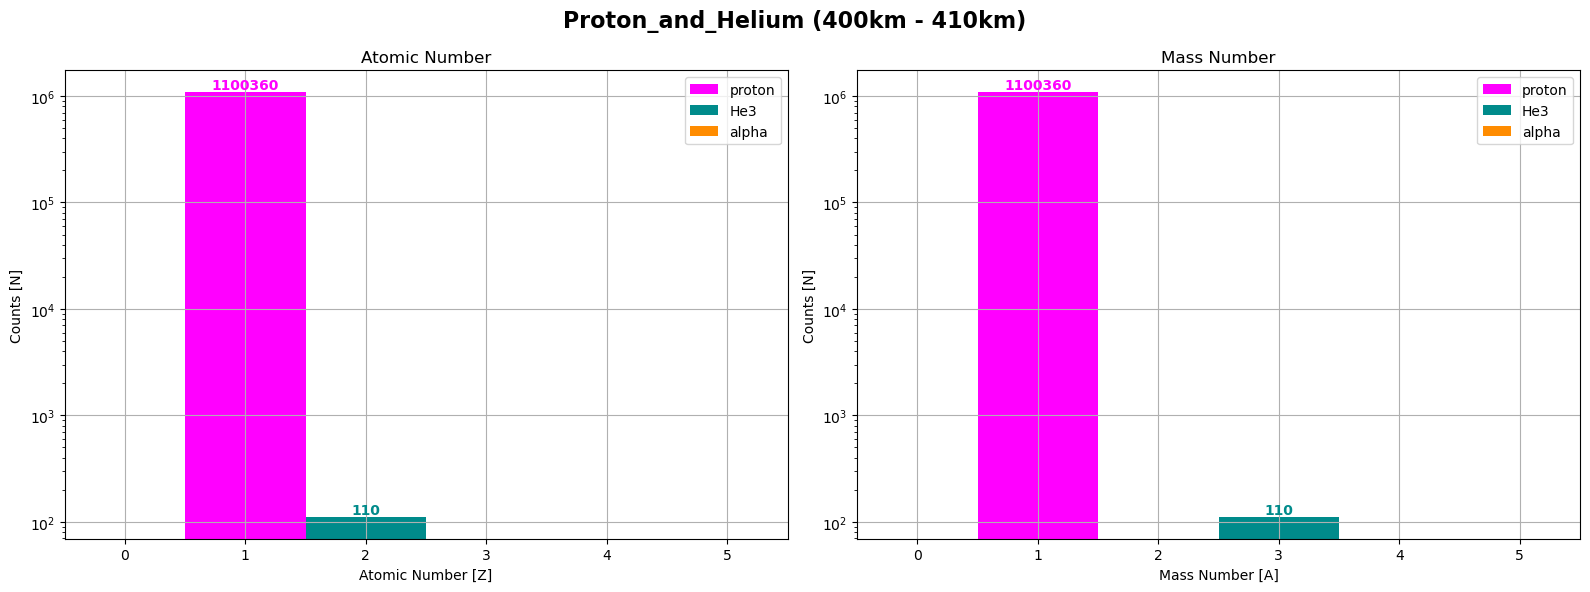 Proton_and_Helium (400km - 410km)
Atomic Number
1100360
110
proton
He3
alpha
10^6
10^5
10^4
10^3
10^2
Counts [N]
0 1 2 3 4 5
Atomic Number [Z]
Mass Number
1100360
110
proton
He3
alpha
10^6
10^5
10^4
10^3
10^2
Counts [N]
0 1 2 3 4 5
Mass Number [A]